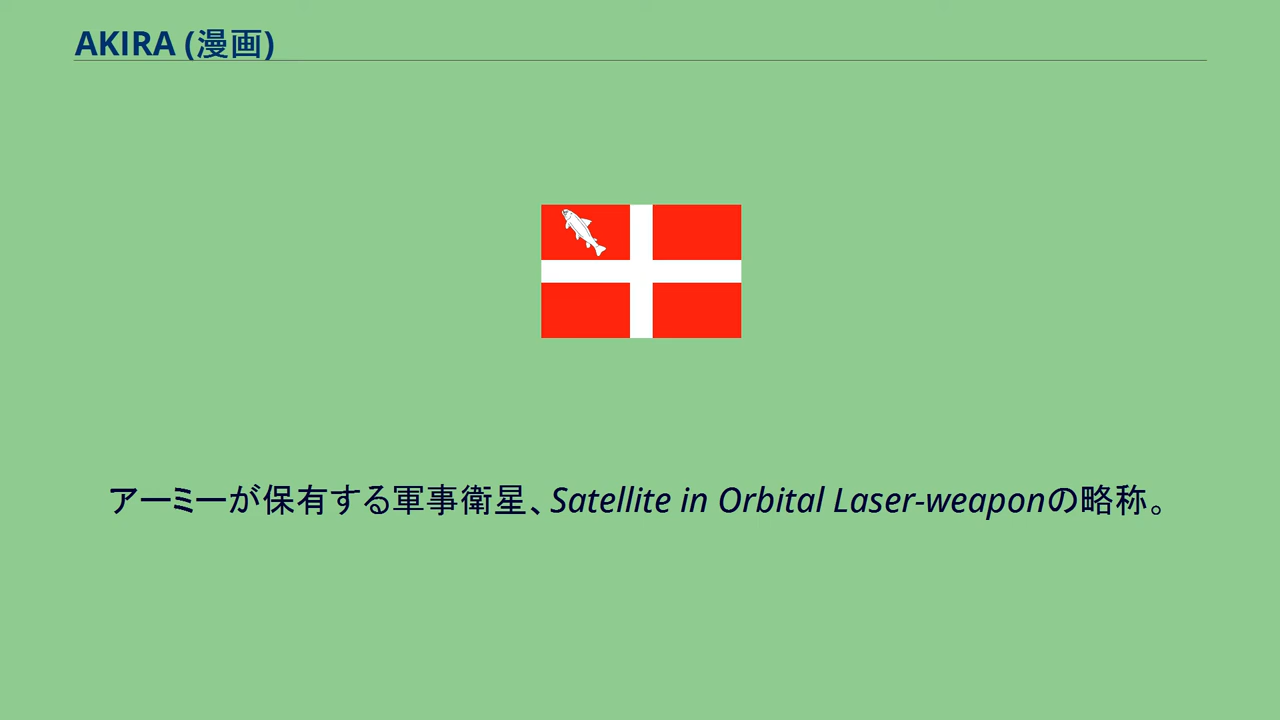 AKIRA (漫画)
アーミーが保有する軍事衛星、Satellite in Orbital Laser-weaponの略称。